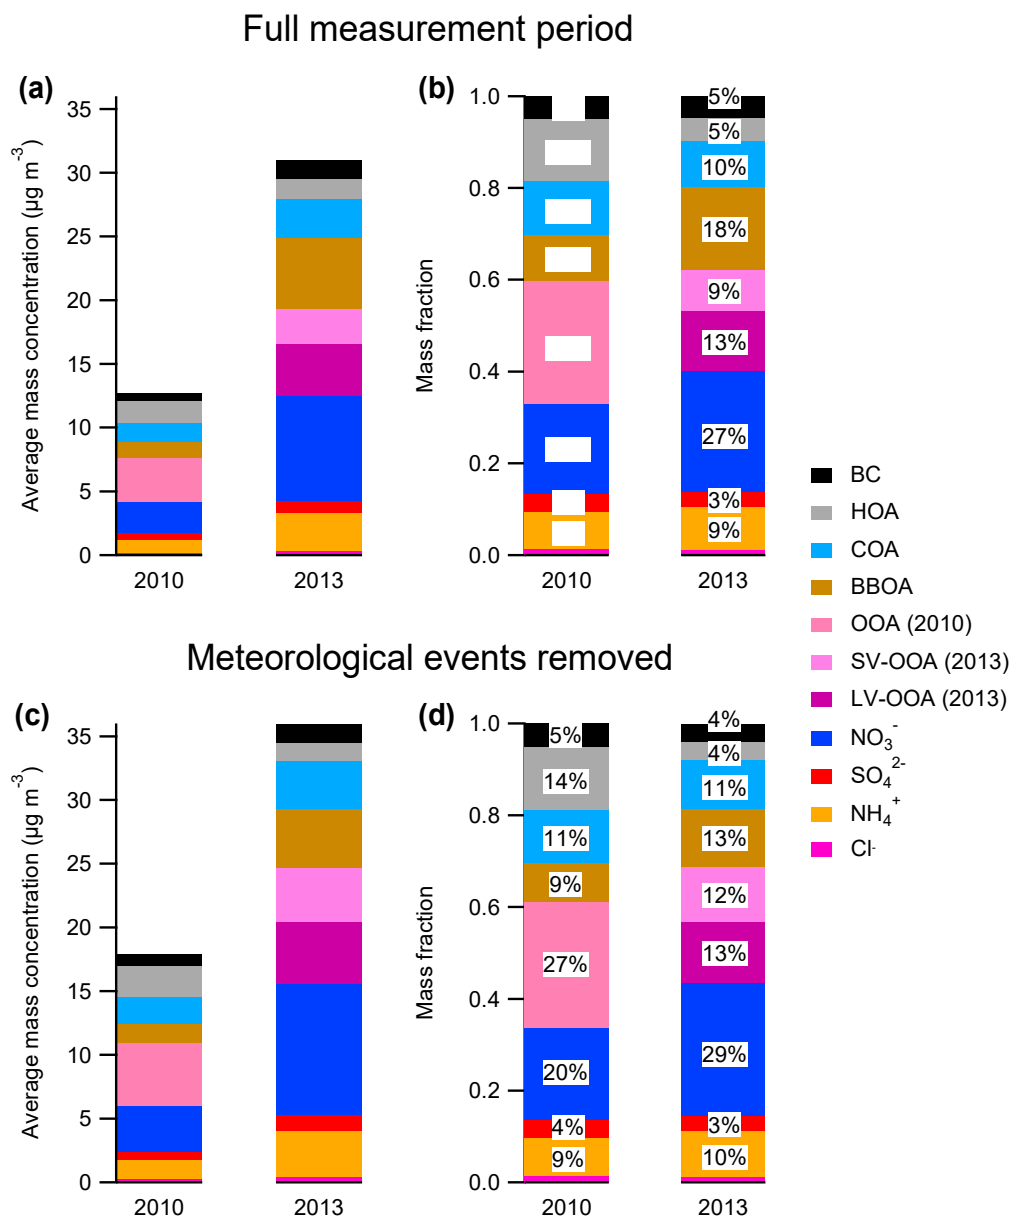 Full measurement period
(a)
Average mass concentration (µg m⁻³)
35
30
25
20
15
10
5
0
2010
2013
(b)
Mass fraction
1.0
0.8
0.6
0.4
0.2
0.0
5%
5%
10%
18%
9%
13%
27%
3%
9%
2010
2013
BC
HOA
COA
BBOA
OOA (2010)
SV-OOA (2013)
LV-OOA (2013)
NO₃⁻
SO₄²⁻
NH₄⁺
Cl⁻
Meteorological events removed
(c)
Average mass concentration (µg m⁻³)
35
30
25
20
15
10
5
0
2010
2013
(d)
Mass fraction
1.0
0.8
0.6
0.4
0.2
0.0
5%
14%
11%
9%
27%
20%
4%
9%
4%
4%
11%
13%
12%
13%
29%
3%
10%
2010
2013